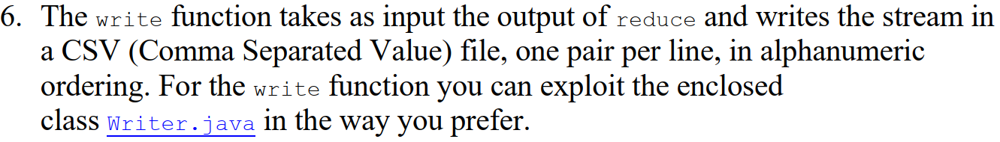 6. The write function takes as input the output of reduce and writes the stream in
a CSV (Comma Separated Value) file, one pair per line, in alphanumeric
ordering. For the write function you can exploit the enclosed
class Writer.java in the way you prefer.